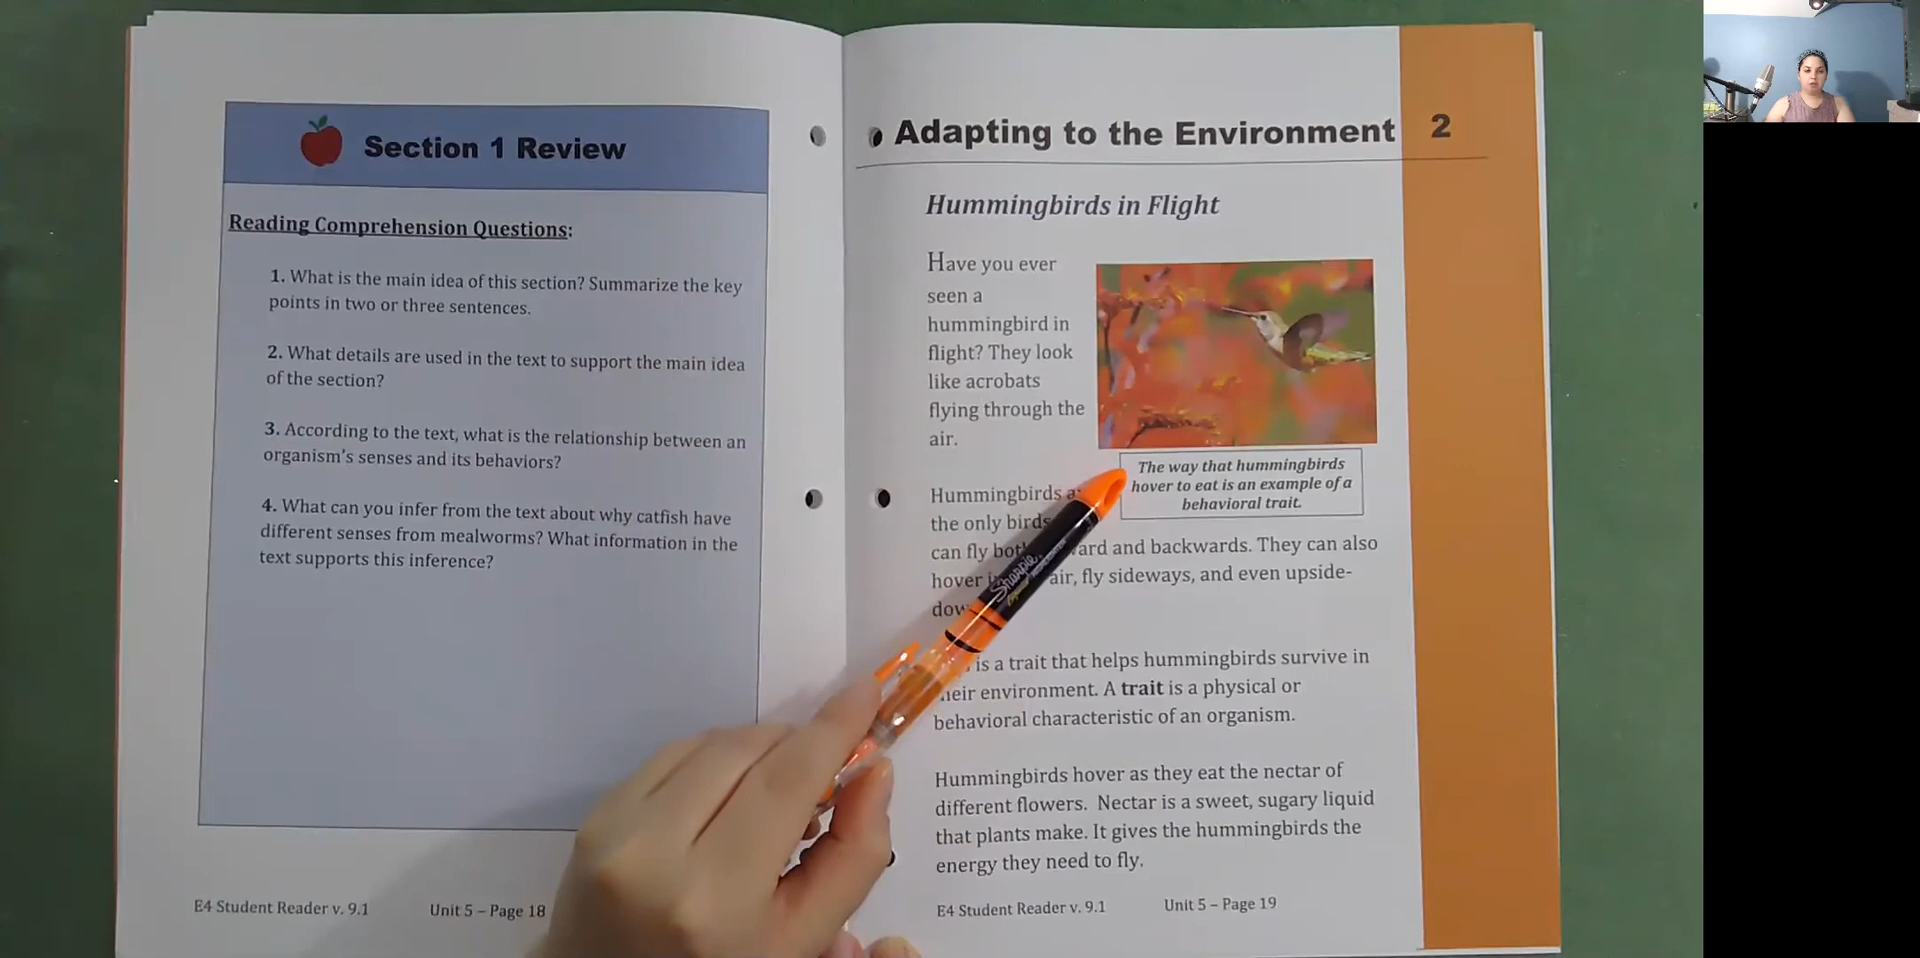 Section 1 Review
Reading Comprehension Questions:
1. What is the main idea of this section? Summarize the key
points in two or three sentences.
2. What details are used in the text to support the main idea
of the section?
3. According to the text, what is the relationship between an
organism's senses and its behaviors?
4. What can you infer from the text about why catfish have
different senses from mealworms? What information in the
text supports this inference?
E4 Student Reader v. 9.1 Unit 5 – Page 18
Adapting to the Environment 2
Hummingbirds in Flight
Have you ever
seen a
hummingbird in
flight? They look
like acrobats
flying through the
air.
The way that hummingbirds
hover to eat is an example of a
behavioral trait.
Hummingbirds
the only birds
can fly and backwards. They can also
hover air, fly sideways, and even upside-
is a trait that helps hummingbirds survive in
environment. A trait is a physical or
behavioral characteristic of an organism.
Hummingbirds hover as they eat the nectar of
different flowers. Nectar is a sweet, sugary liquid
that plants make. It gives the hummingbirds the
energy they need to fly.
E4 Student Reader v. 9.1 Unit 5 – Page 19
Sharpie